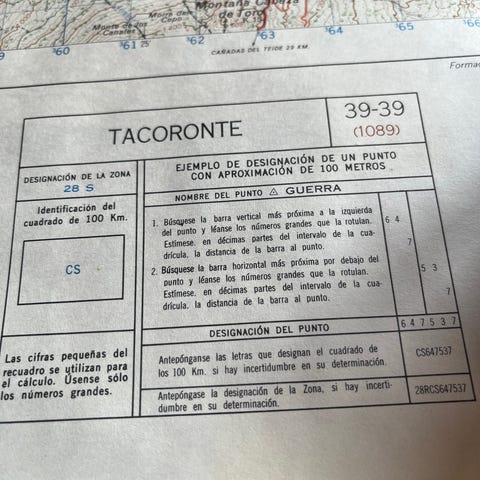 Montaña Cabeza
de Toro
Morra del
Copo
Monte de los
Canales
60
61
25'
62
63
64
65
66
CAÑADAS DEL TEIDE 29 KM.
Forma
TACORONTE
39-39
(1089)
DESIGNACIÓN DE LA ZONA
28 S
Identificación del
cuadrado de 100 Km.
CS
Las cifras pequeñas del
recuadro se utilizan para
el cálculo. Úsense sólo
los números grandes.
EJEMPLO DE DESIGNACIÓN DE UN PUNTO
CON APROXIMACIÓN DE 100 METROS
NOMBRE DEL PUNTO △ GUERRA
1. Búsquese la barra vertical más próxima a la izquierda
del punto y léanse los números grandes que la rotulan.
Estímese, en décimas partes del intervalo de la cua-
drícula, la distancia de la barra al punto.
6 4
7
2. Búsquese la barra horizontal más próxima por debajo del
punto y léanse los números grandes que la rotulan.
Estímese, en décimas partes del intervalo de la cua-
drícula, la distancia de la barra al punto.
5 3
7
DESIGNACIÓN DEL PUNTO
6 4 7 5 3 7
Antepónganse las letras que designan el cuadrado de
los 100 Km. si hay incertidumbre en su determinación.
CS647537
Antepóngase la designación de la Zona, si hay incerti-
dumbre en su determinación.
28RCS647537